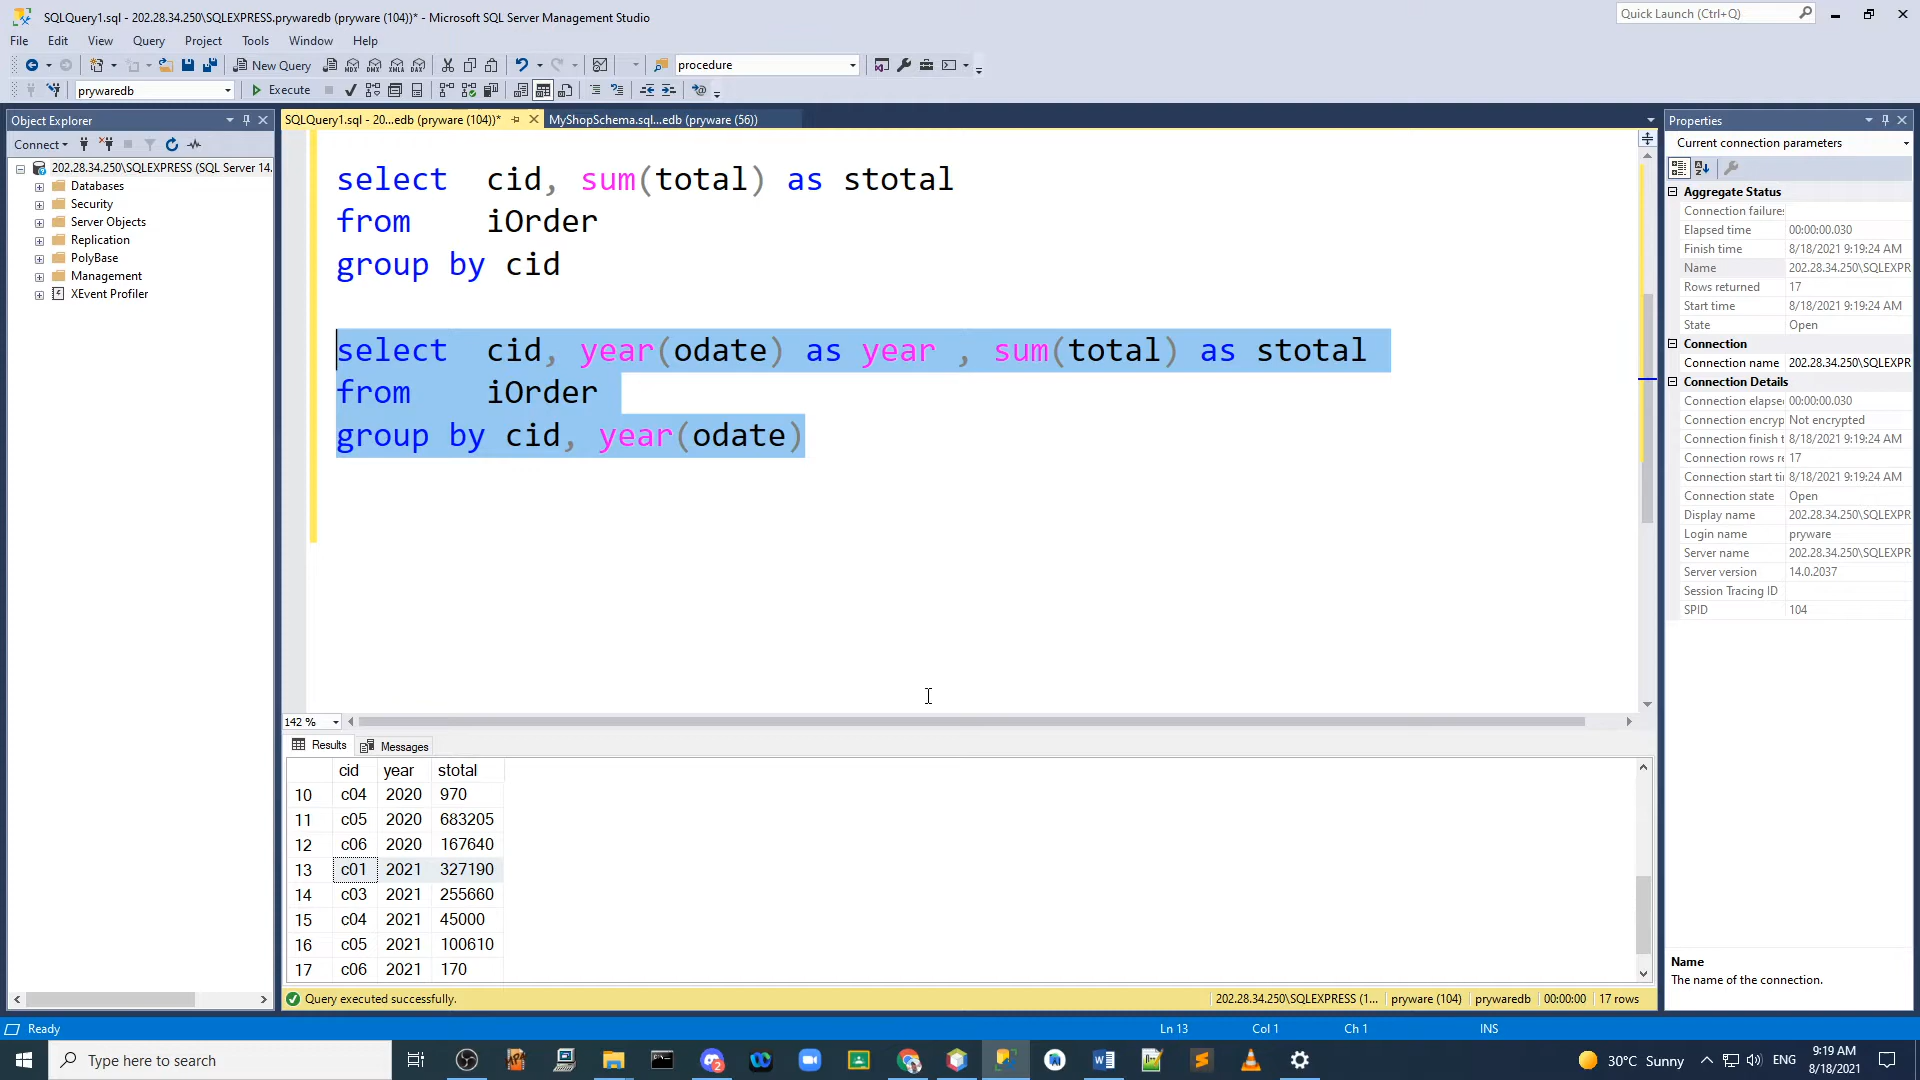 SQLQuery1.sql - 202.28.34.250\SQLEXPRESS.prywaredb (pryware (104))* - Microsoft SQL Server Management Studio
Quick Launch (Ctrl+Q)
File Edit View Query Project Tools Window Help
New Query
procedure
prywaredb
Execute
Object Explorer
Connect
202.28.34.250\SQLEXPRESS (SQL Server 14.
Databases
Security
Server Objects
Replication
PolyBase
Management
XEvent Profiler
SQLQuery1.sql - 20...edb (pryware (104))*
MyShopSchema.sql...edb (pryware (56))
select cid, sum(total) as stotal
from iOrder
group by cid
select cid, year(odate) as year , sum(total) as stotal
from iOrder
group by cid, year(odate)
142 %
Results Messages
cid year stotal
10 c04 2020 970
11 c05 2020 683205
12 c06 2020 167640
13 c01 2021 327190
14 c03 2021 255660
15 c04 2021 45000
16 c05 2021 100610
17 c06 2021 170
Query executed successfully.
202.28.34.250\SQLEXPRESS (1... pryware (104) prywaredb 00:00:00 17 rows
Properties
Current connection parameters
Aggregate Status
Connection failures
Elapsed time 00:00:00.030
Finish time 8/18/2021 9:19:24 AM
Name 202.28.34.250\SQLEXPR
Rows returned 17
Start time 8/18/2021 9:19:24 AM
State Open
Connection
Connection name 202.28.34.250\SQLEXPR
Connection Details
Connection elapse 00:00:00.030
Connection encryp Not encrypted
Connection finish t 8/18/2021 9:19:24 AM
Connection rows re 17
Connection start ti 8/18/2021 9:19:24 AM
Connection state Open
Display name 202.28.34.250\SQLEXPR
Login name pryware
Server name 202.28.34.250\SQLEXPR
Server version 14.0.2037
Session Tracing ID
SPID 104
Name
The name of the connection.
Ready
Ln 13 Col 1 Ch 1 INS
Type here to search
30°C Sunny
ENG
9:19 AM
8/18/2021